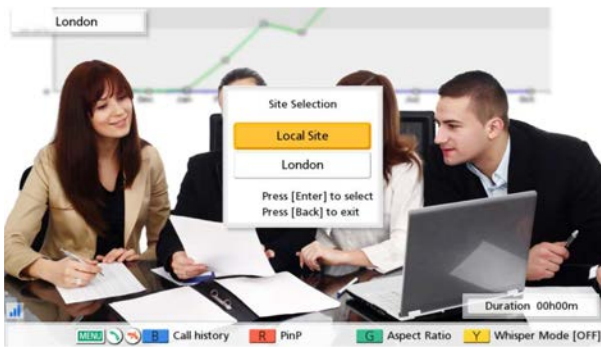 London
Site Selection
Local Site
London
Press [Enter] to select
Press [Back] to exit
Duration 00h00m
MENU B Call history R PinP G Aspect Ratio Y Whisper Mode [OFF]